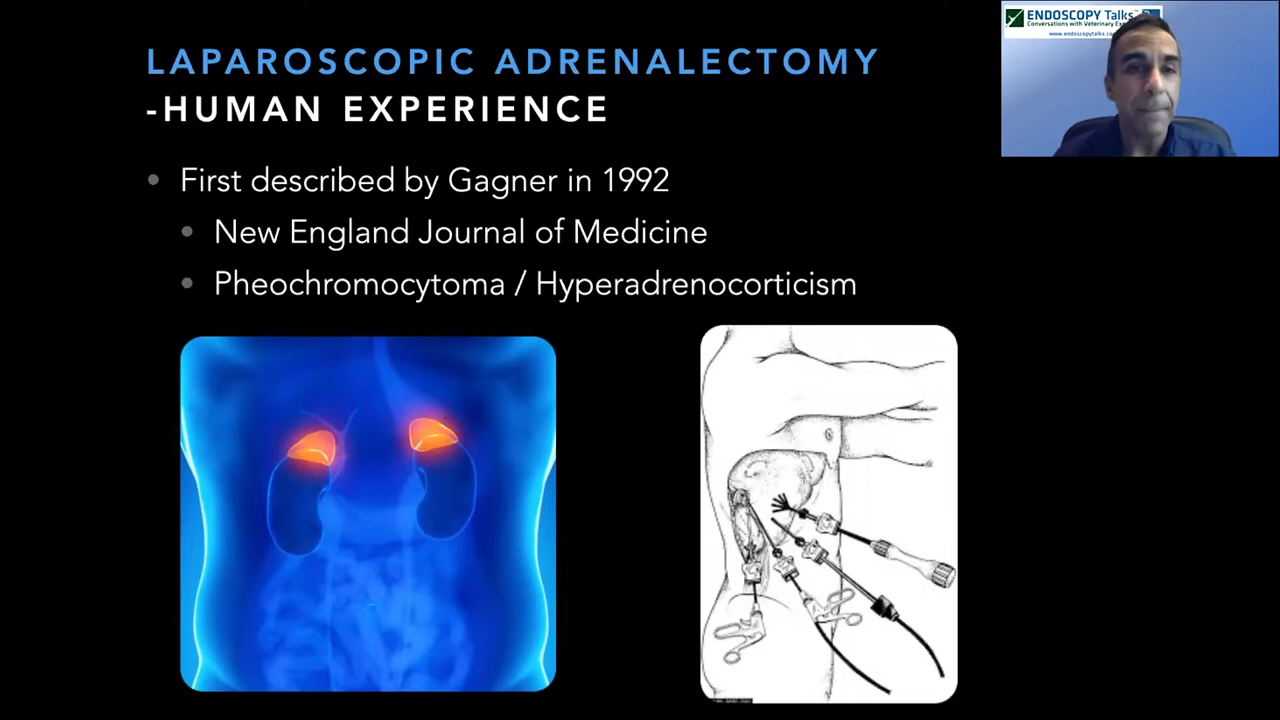 LAPAROSCOPIC ADRENALECTOMY
-HUMAN EXPERIENCE
First described by Gagner in 1992
New England Journal of Medicine
Pheochromocytoma / Hyperadrenocorticism
ENDOSCOPY Talks
Conversations with Veterinary